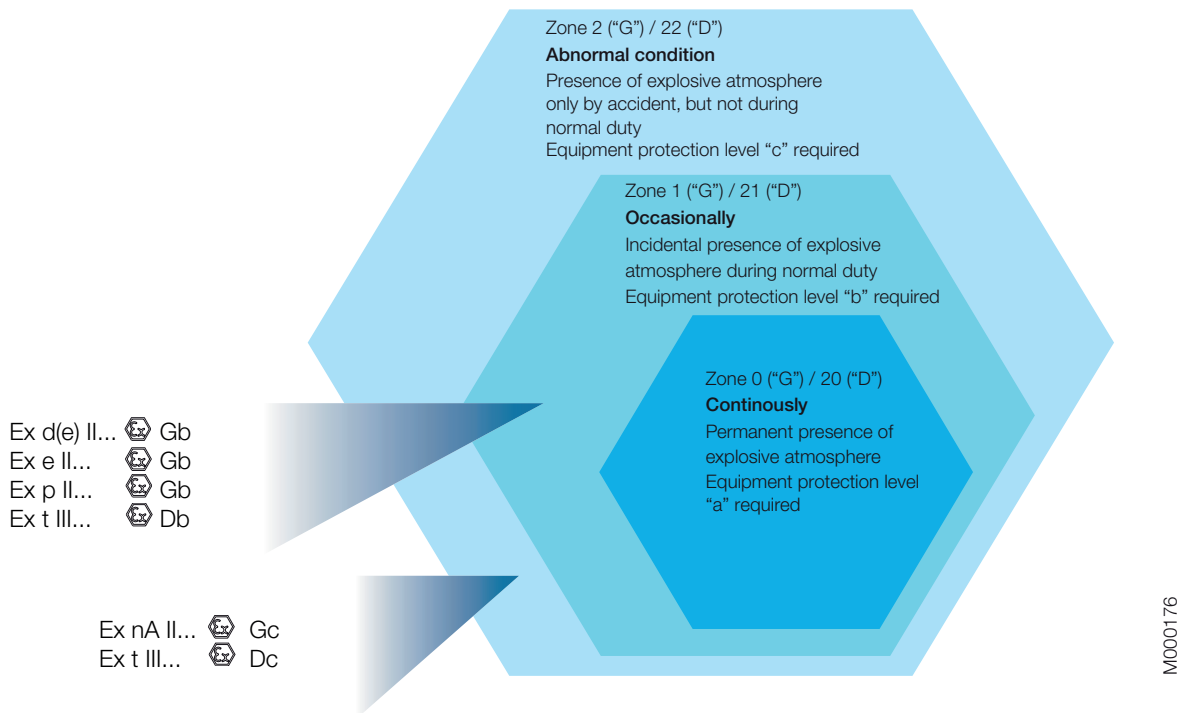 Zone 2 (“G”) / 22 (“D”)
Abnormal condition
Presence of explosive atmosphere
only by accident, but not during
normal duty
Equipment protection level “c” required
Zone 1 (“G”) / 21 (“D”)
Occasionally
Incidental presence of explosive
atmosphere during normal duty
Equipment protection level “b” required
Zone 0 (“G”) / 20 (“D”)
Continously
Permanent presence of
explosive atmosphere
Equipment protection level
“a” required
Ex d(e) II... Ex Gb
Ex e II... Ex Gb
Ex p II... Ex Gb
Ex t III... Ex Db
Ex nA II... Ex Gc
Ex t III... Ex Dc
M000176